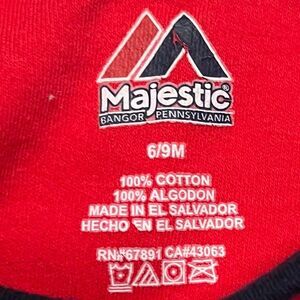 Majestic®
BANGOR PENNSYLVANIA
6/9M
100% COTTON
100% ALGODON
MADE IN EL SALVADOR
HECHO EN EL SALVADOR
RN#67891 CA#43063